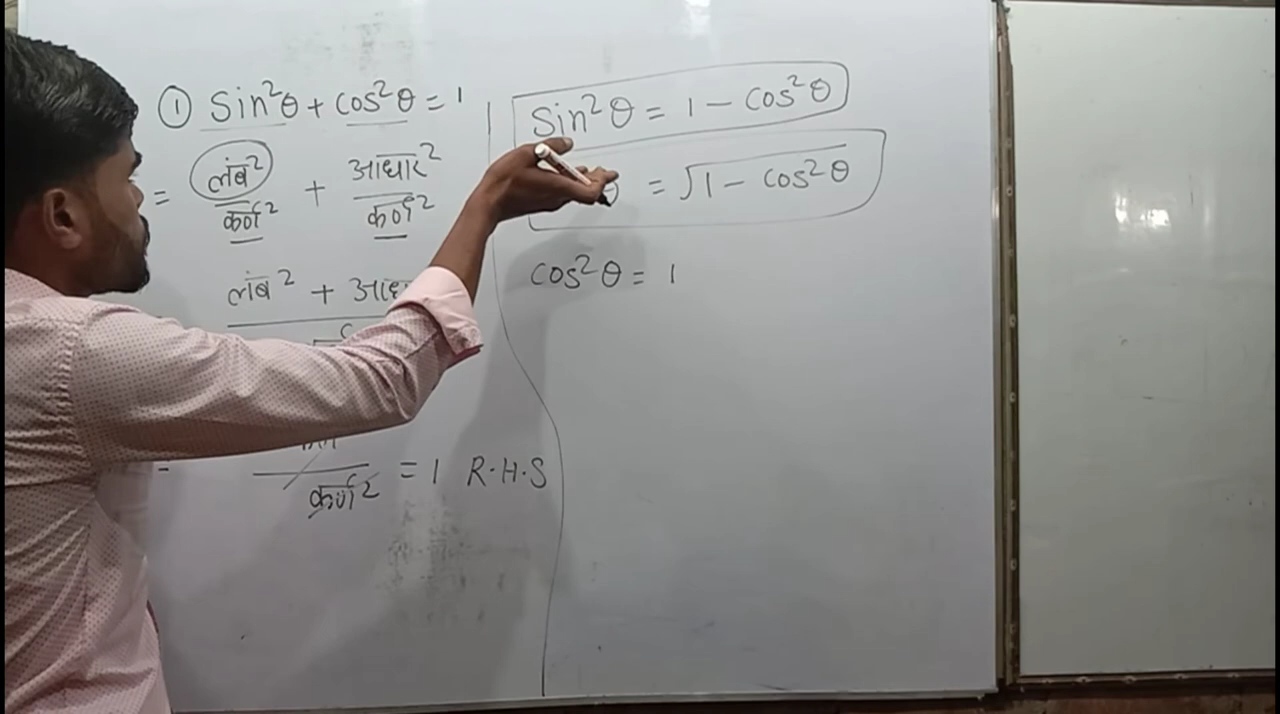 ① Sin²θ + cos²θ = 1
= लंब²/कर्ण² + आधार²/कर्ण²
लंब² +
कर्ण² = 1 R.H.S
Sin²θ = 1 - cos²θ
= √1 - cos²θ
cos²θ = 1